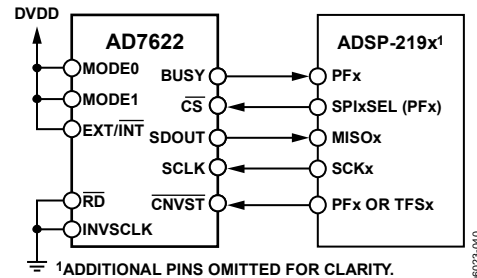 DVDD
AD7622
ADSP-219x¹
MODE0
BUSY
PFx
MODE1
CS
SPIxSEL (PFx)
EXT/INT
SDOUT
MISOx
SCLK
SCKx
RD
CNVST
PFx OR TFSx
INVSCLK
¹ADDITIONAL PINS OMITTED FOR CLARITY.